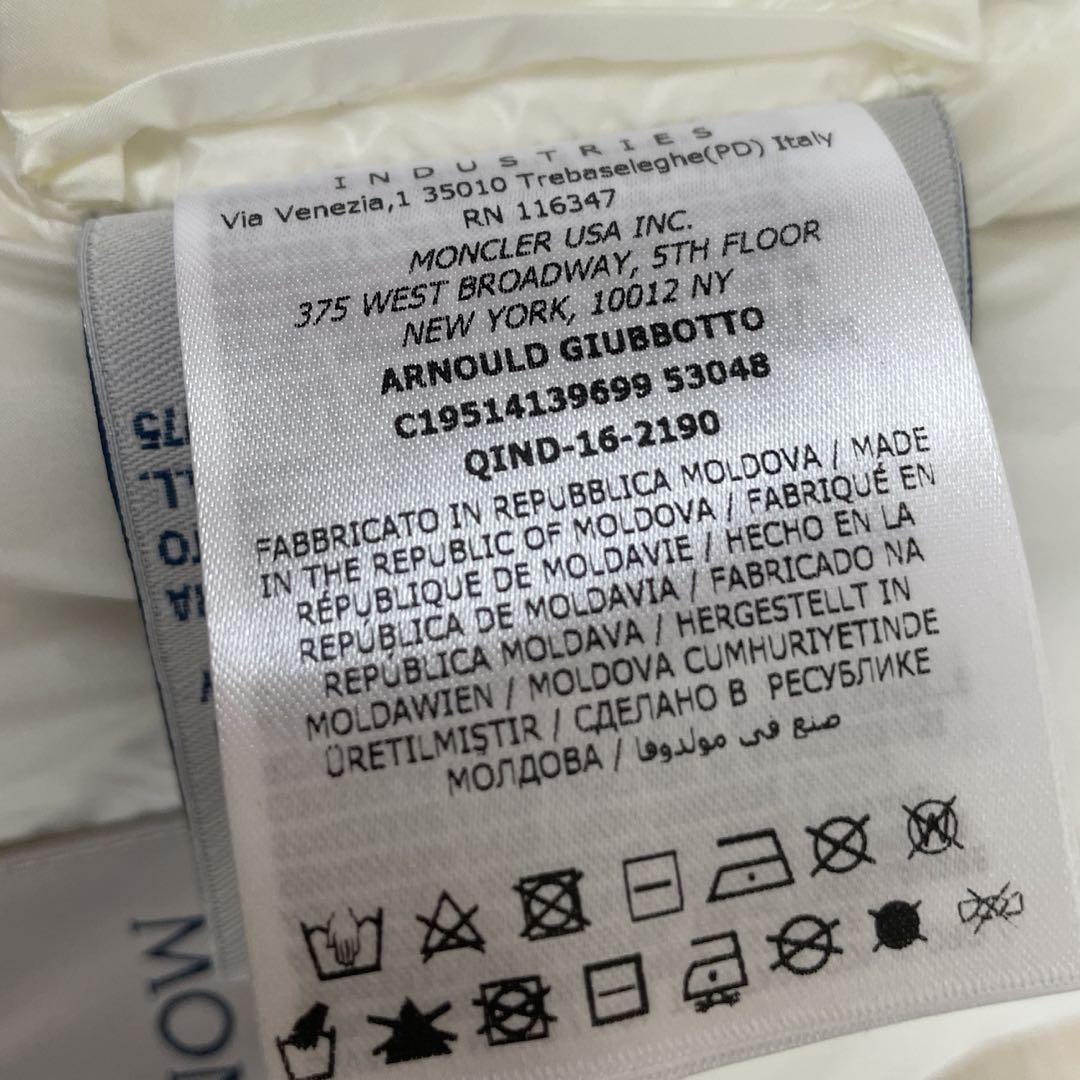 INDUSTRIES
Via Venezia,1 35010 Trebaseleghe(PD) Italy
RN 116347
MONCLER USA INC.
375 WEST BROADWAY, 5TH FLOOR
NEW YORK, 10012 NY
ARNOULD GIUBBOTTO
C19514139699 53048
QIND-16-2190
FABBRICATO IN REPUBBLICA MOLDOVA / MADE
IN THE REPUBLIC OF MOLDOVA / FABRIQUÉ EN
RÉPUBLIQUE DE MOLDAVIE / HECHO EN LA
REPÚBLICA DE MOLDAVIA / FABRICADO NA
REPÚBLICA MOLDAVA / HERGESTELLT IN
MOLDAWIEN / MOLDOVA CUMHURIYETINDE
ÜRETILMIŞTIR / СДЕЛАНО В РЕСПУБЛИКЕ
МОЛДОВА / صنع في مولدوفا
W